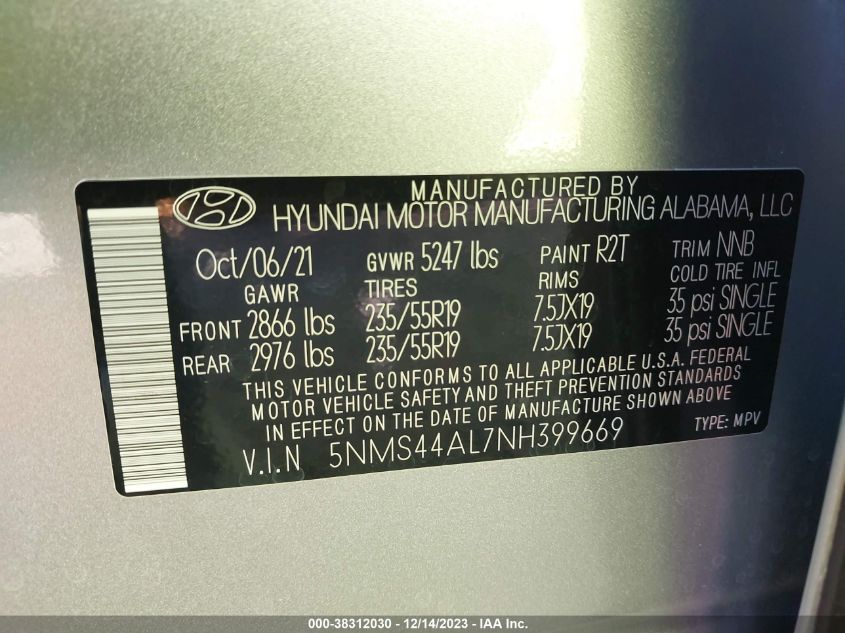 MANUFACTURED BY
HYUNDAI MOTOR MANUFACTURING ALABAMA, LLC
Oct/06/21 GVWR 5247 lbs PAINT R2T TRIM NNB
GAWR TIRES RIMS COLD TIRE INFL
FRONT 2866 lbs 235/55R19 7.5JX19 35 psi SINGLE
REAR 2976 lbs 235/55R19 7.5JX19 35 psi SINGLE
THIS VEHICLE CONFORMS TO ALL APPLICABLE U.S.A. FEDERAL
MOTOR VEHICLE SAFETY AND THEFT PREVENTION STANDARDS
IN EFFECT ON THE DATE OF MANUFACTURE SHOWN ABOVE
V.I.N 5NMS44AL7NH399669 TYPE: MPV
000-38312030 - 12/14/2023 - IAA Inc.